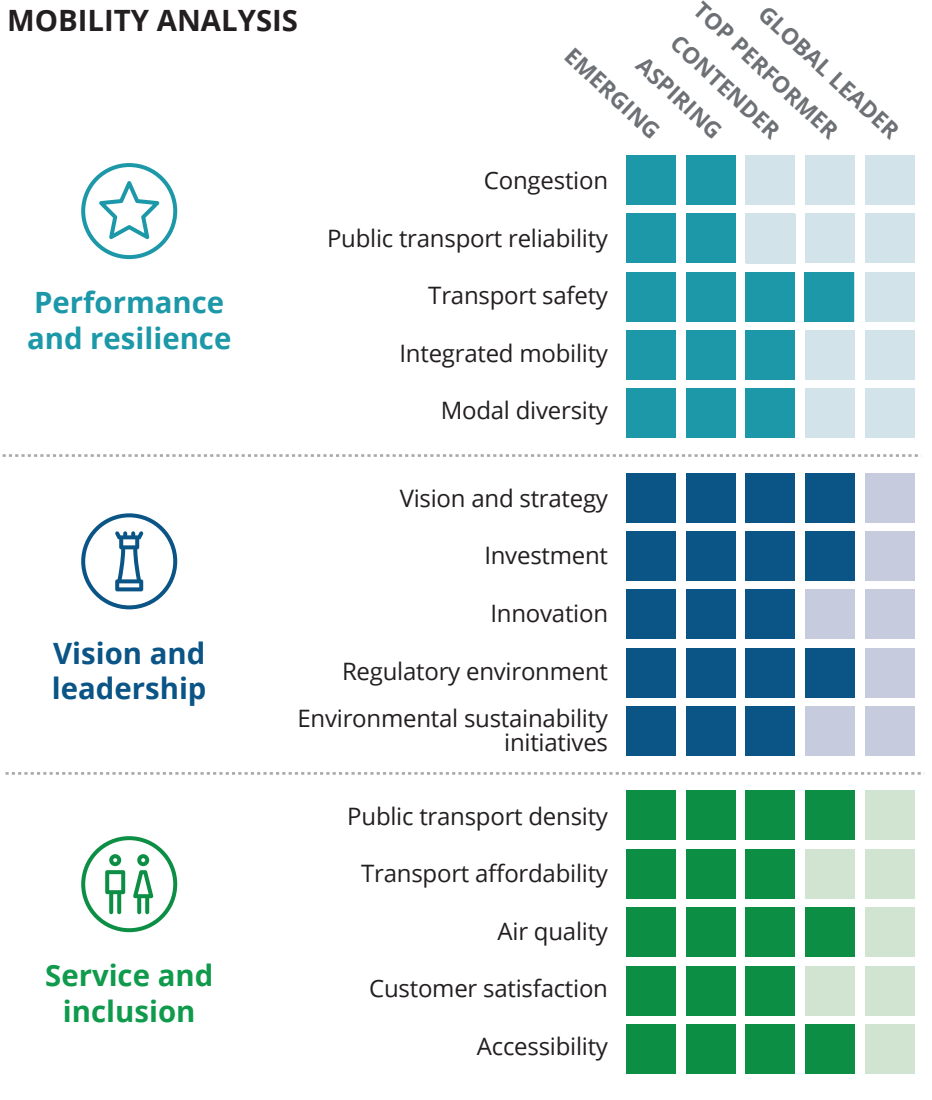 MOBILITY ANALYSIS
EMERGING
ASPIRING
CONTENDER
TOP PERFORMER
GLOBAL LEADER
Performance
and resilience
Congestion
Public transport reliability
Transport safety
Integrated mobility
Modal diversity
Vision and
leadership
Vision and strategy
Investment
Innovation
Regulatory environment
Environmental sustainability
initiatives
Service and
inclusion
Public transport density
Transport affordability
Air quality
Customer satisfaction
Accessibility